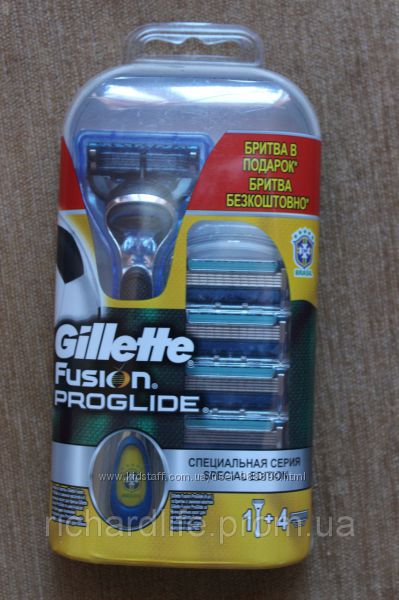 БРИТВА В
ПОДАРОК*
БРИТВА
БЕЗКОШТОВНО*
BRASIL
Gillette
FUSION
PROGLIDE
СПЕЦИАЛЬНАЯ СЕРИЯ
SPECIAL EDITION
1 + 4
richardlife.prom.ua